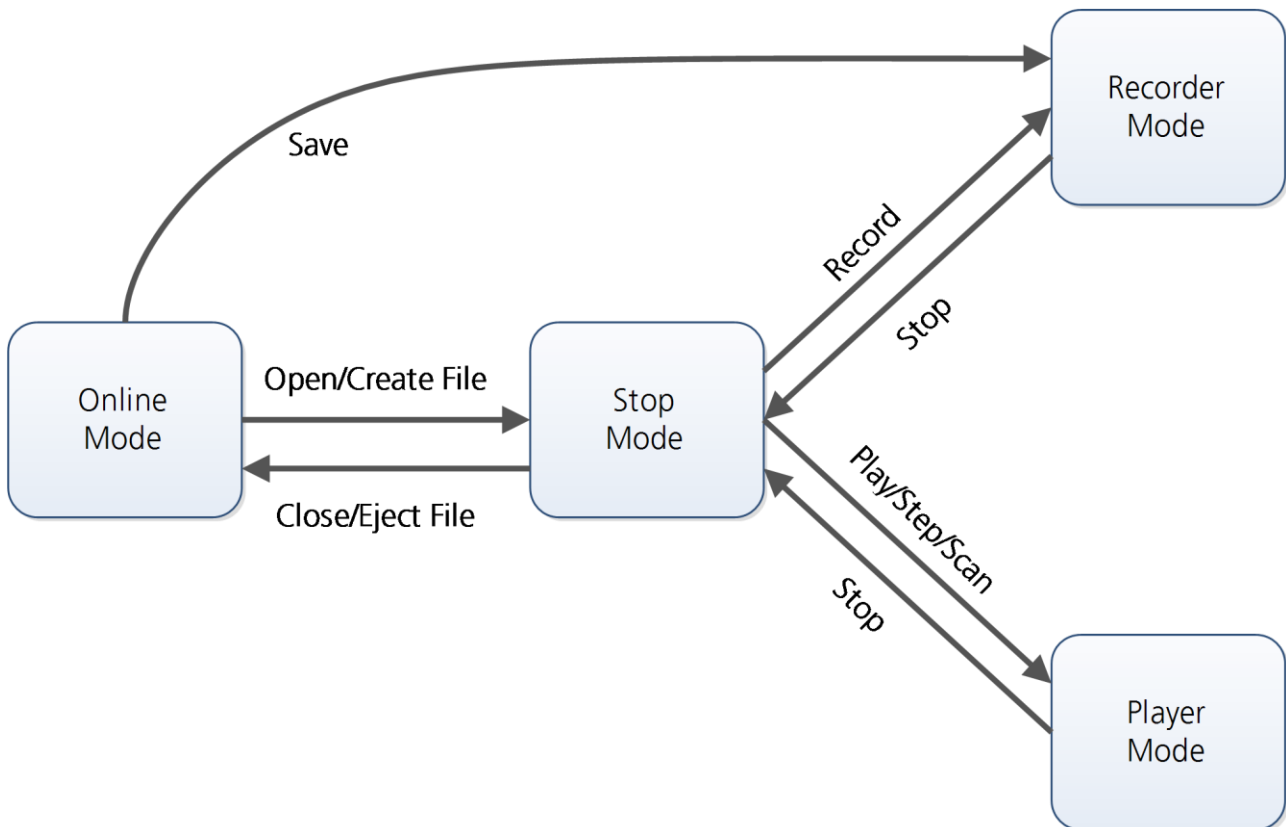 Recorder
Mode
Save
Record
Stop
Online
Mode
Open/Create File
Close/Eject File
Stop
Mode
Play/Step/Scan
Stop
Player
Mode